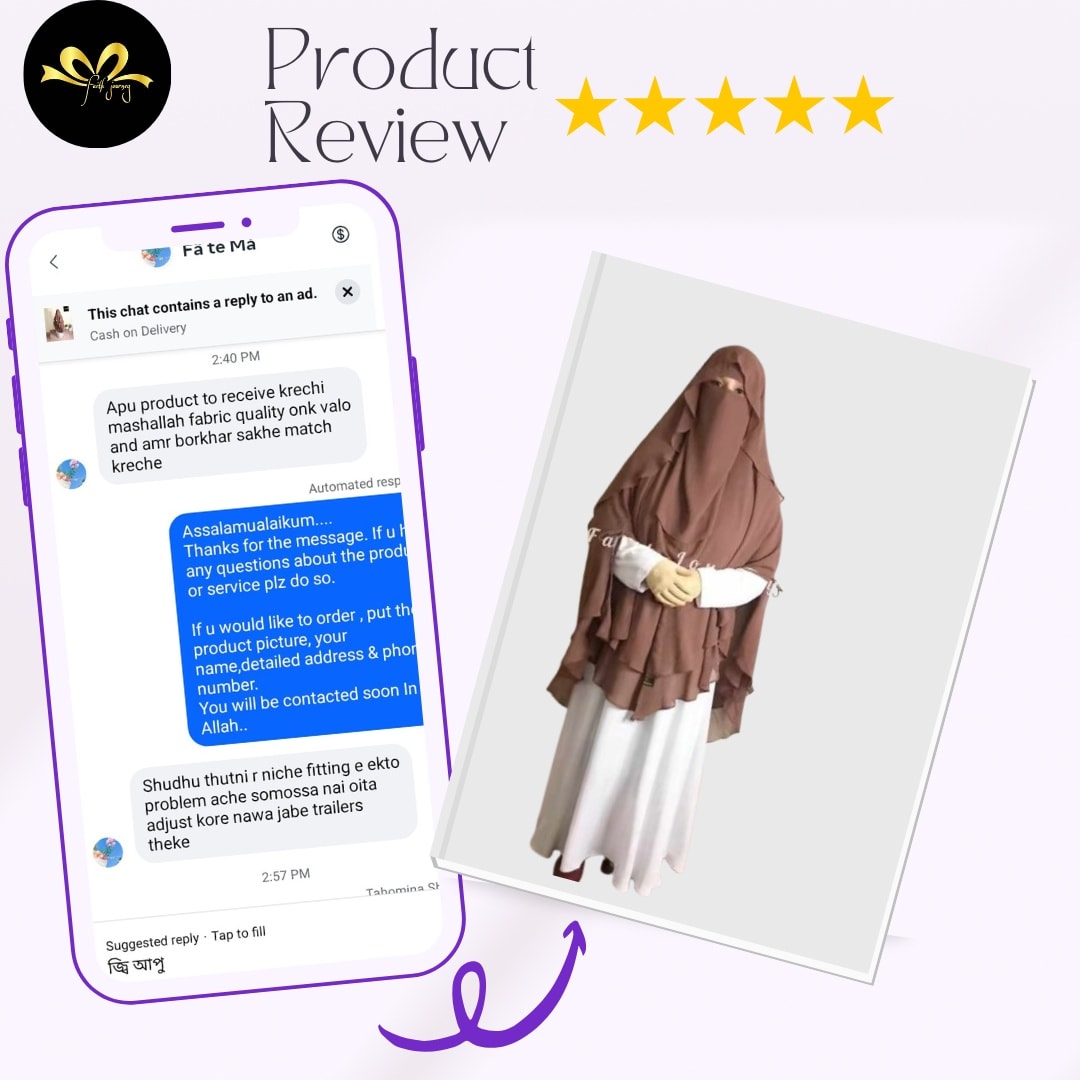 Faith journey
Product
Review
Fa te Ma
This chat contains a reply to an ad.
Cash on Delivery
2:40 PM
Apu product to receive krechi
mashallah fabric quality onk valo
and amr borkhar sakhe match
kreche
Automated resp
Assalamualaikum....
Thanks for the message. If u h
any questions about the produ
or service plz do so.
If u would like to order , put the
product picture, your
name,detailed address & phon
number.
You will be contacted soon In
Allah..
Shudhu thutni r niche fitting e ekto
problem ache somossa nai oita
adjust kore nawa jabe trailers
theke
2:57 PM
Tahomina Sh
Suggested reply · Tap to fill
জ্বি আপু